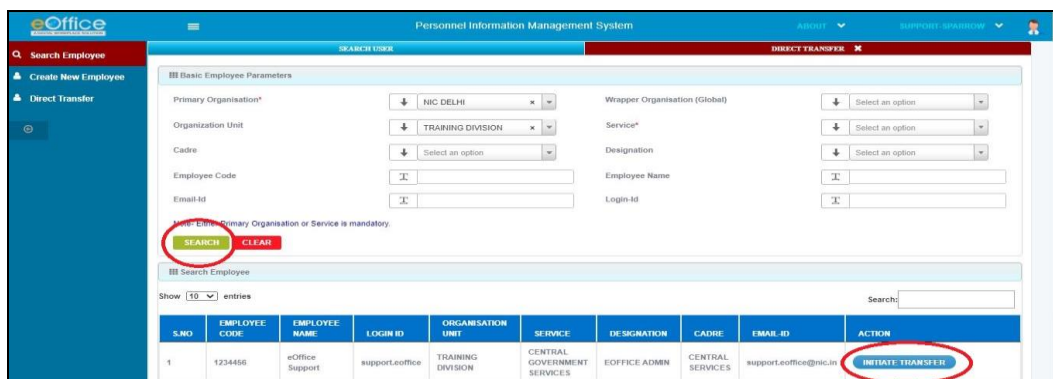 eOffice
A DIGITAL WORKPLACE SOLUTION
Personnel Information Management System
ABOUT
SUPPORT-SPARROW
Search Employee
Create New Employee
Direct Transfer
SEARCH USER
DIRECT TRANSFER
Basic Employee Parameters
Primary Organisation* NIC DELHI Wrapper Organisation (Global) Select an option
Organization Unit TRAINING DIVISION Service* Select an option
Cadre Select an option Designation Select an option
Employee Code Employee Name
Email-Id Login-Id
Note- Either Primary Organisation or Service is mandatory.
SEARCH CLEAR
Search Employee
Show 10 entries Search:
S.NO EMPLOYEE CODE EMPLOYEE NAME LOGIN ID ORGANISATION UNIT SERVICE DESIGNATION CADRE EMAIL-ID ACTION
1 1234456 eOffice Support support.eoffice TRAINING DIVISION CENTRAL GOVERNMENT SERVICES EOFFICE ADMIN CENTRAL SERVICES support.eoffice@nic.in INITIATE TRANSFER